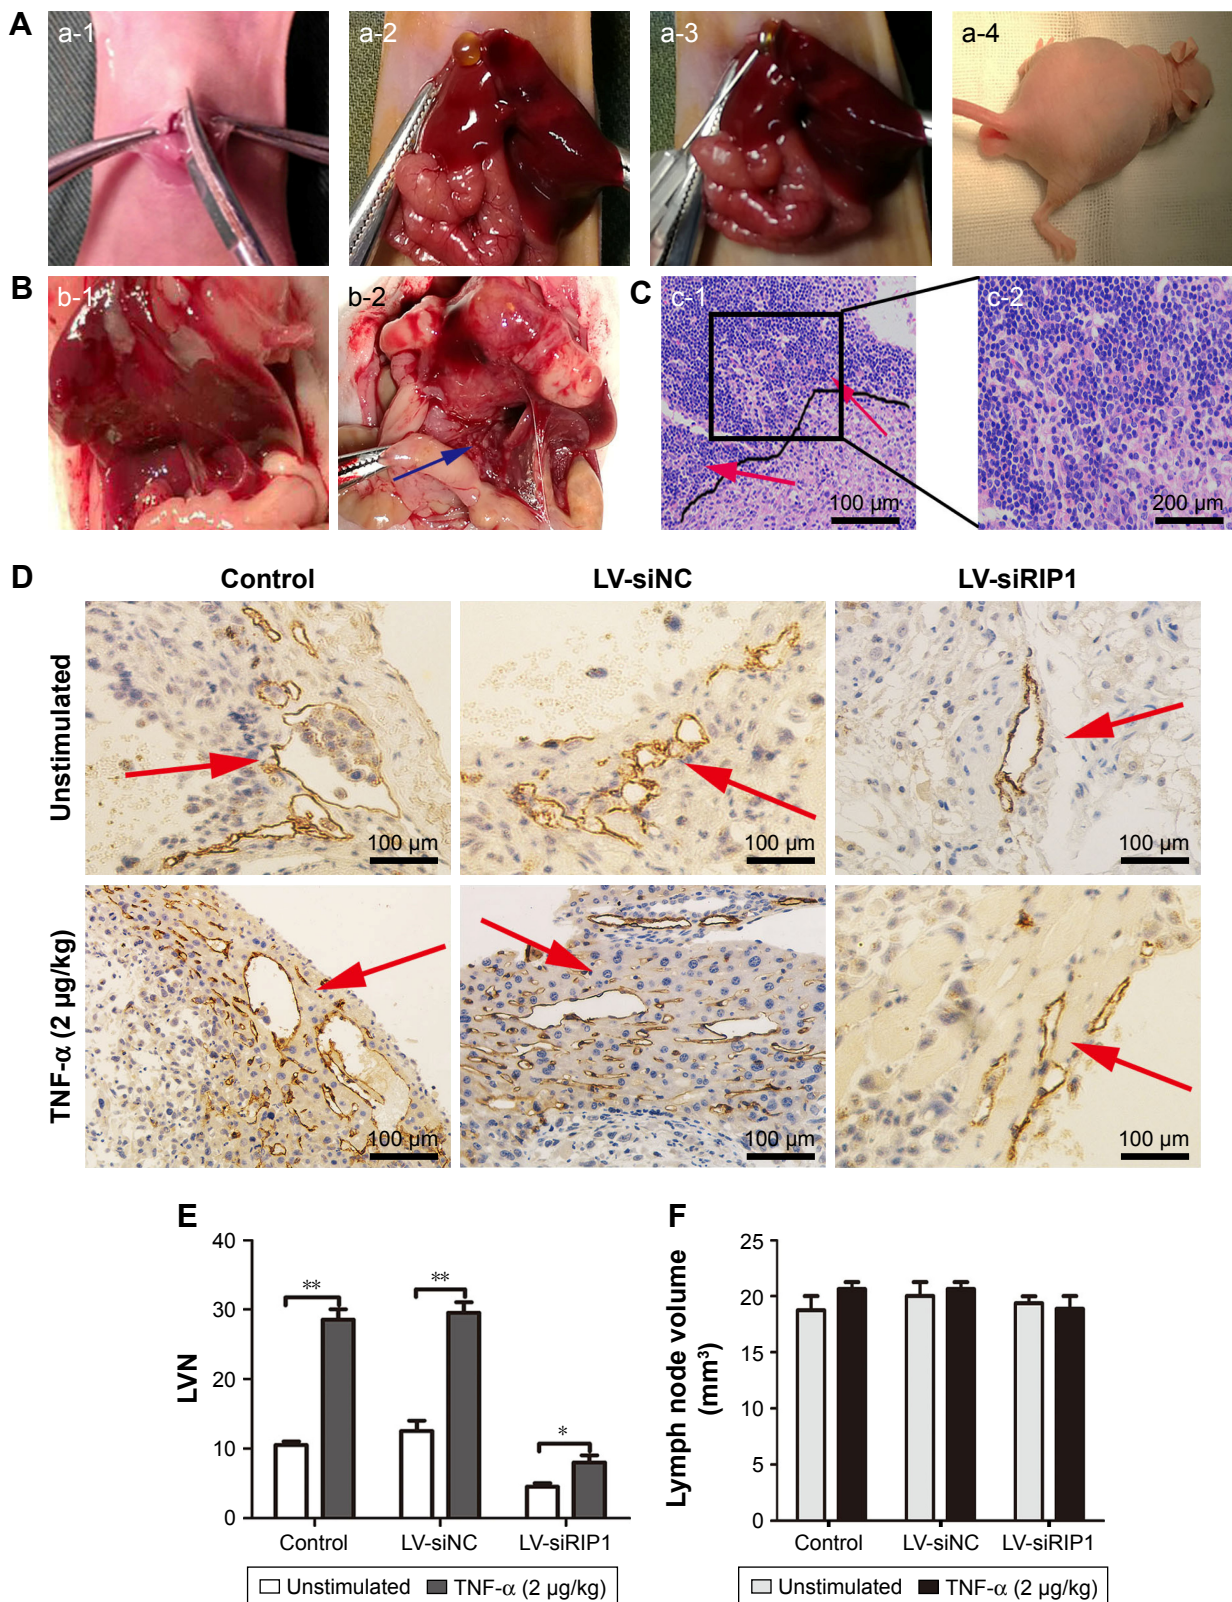 A
a-1
a-2
a-3
a-4
B
b-1
b-2
C
c-1
c-2
100 µm
200 µm
D
Control
LV-siNC
LV-siRIP1
Unstimulated
100 µm
100 µm
100 µm
TNF-α (2 µg/kg)
100 µm
100 µm
100 µm
E
LVN
40
30
20
10
0
**
**
*
Control
LV-siNC
LV-siRIP1
Unstimulated
TNF-α (2 µg/kg)
F
Lymph node volume
(mm³)
25
20
15
10
5
0
Control
LV-siNC
LV-siRIP1
Unstimulated
TNF-α (2 µg/kg)